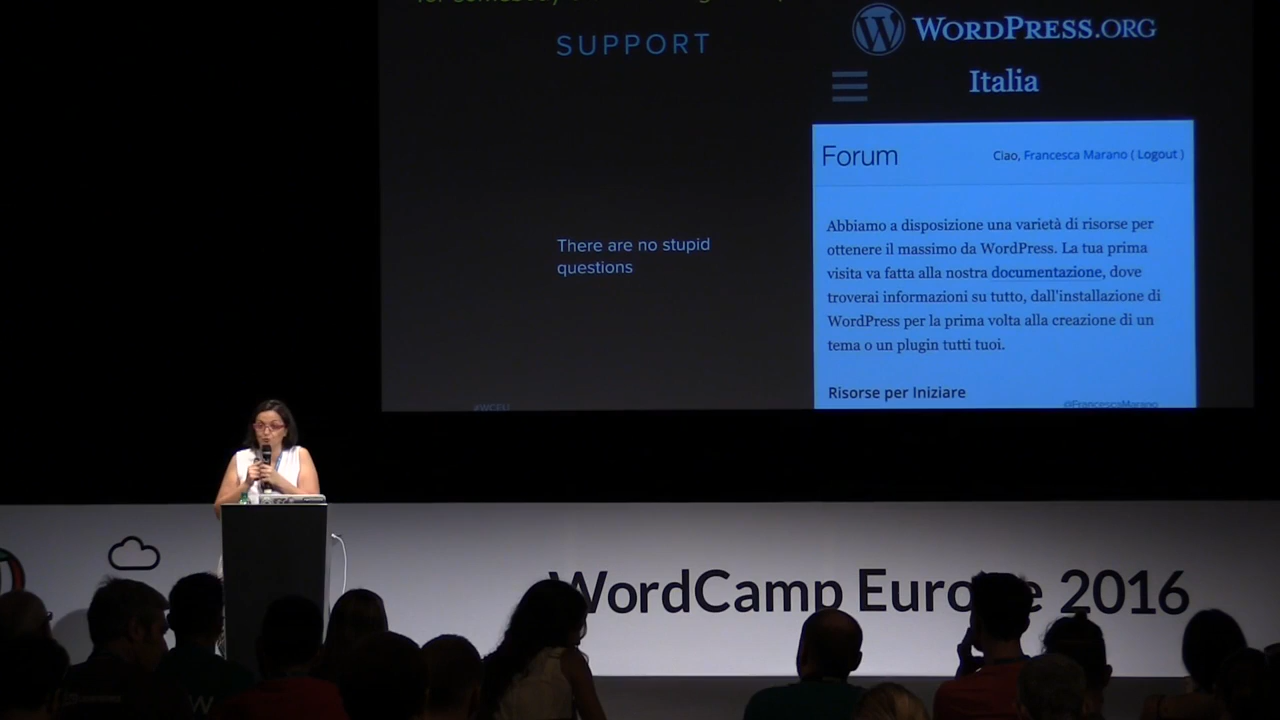 SUPPORT
There are no stupid
questions
#WCEU
WORDPRESS.ORG
Italia
Forum
Ciao, Francesca Marano ( Logout )
Abbiamo a disposizione una varietà di risorse per
ottenere il massimo da WordPress. La tua prima
visita va fatta alla nostra documentazione, dove
troverai informazioni su tutto, dall'installazione di
WordPress per la prima volta alla creazione di un
tema o un plugin tutti tuoi.
Risorse per Iniziare
@FrancescaMarano
WordCamp Europe 2016